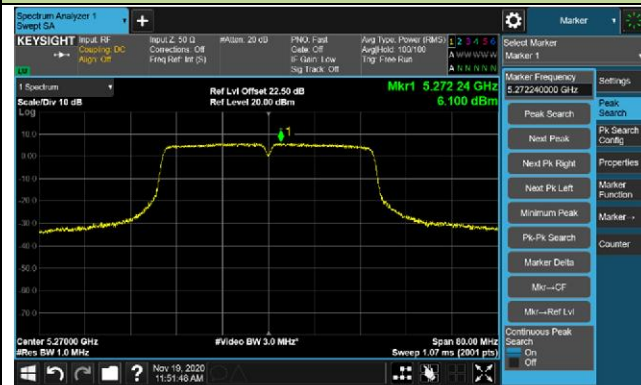 Spectrum Analyzer 1
Swept SA
+
Marker
KEYSIGHT
Input: RF
Coupling: DC
Align: Off
Input Z: 50 Ω
Corrections: Off
Freq Ref: Int (S)
#Atten: 20 dB
PNO: Fast
Gate: Off
IF Gain: Low
Sig Track: Off
Avg Type: Power (RMS)
Avg|Hold: 100/100
Trig: Free Run
1 2 3 4 5 6
A WWWWW
A N N N N N
LU
Select Marker
Marker 1
1 Spectrum
Scale/Div 10 dB
Log
Ref Lvl Offset 22.50 dB
Ref Level 20.00 dBm
Mkr1 5.272 24 GHz
6.100 dBm
Marker Frequency
5.272240000 GHz
Settings
Peak Search
Peak
Search
Next Peak
Pk Search
Config
Next Pk Right
Properties
Next Pk Left
Marker
Function
Minimum Peak
Marker→
Pk-Pk Search
Counter
Marker Delta
Mkr→CF
Mkr→Ref Lvl
Continuous Peak
Search
On
Off
1
10.0
0.00
-10.0
-20.0
-30.0
-40.0
-50.0
-60.0
-70.0
Center 5.27000 GHz
#Res BW 1.0 MHz
#Video BW 3.0 MHz*
Span 80.00 MHz
Sweep 1.07 ms (2001 pts)
?
Nov 19, 2020
11:51:48 AM